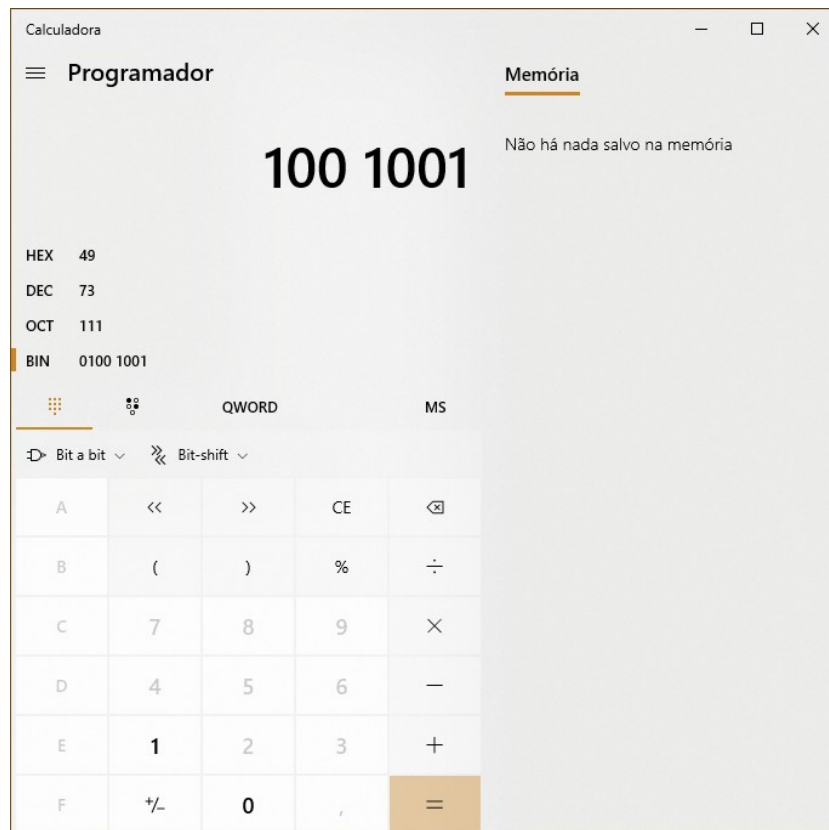 Calculadora
Programador
Memória
100 1001
Não há nada salvo na memória
HEX 49
DEC 73
OCT 111
BIN 0100 1001
QWORD MS
Bit a bit Bit-shift
A << >> CE
B ( ) % ÷
C 7 8 9 ×
D 4 5 6 −
E 1 2 3 +
F +/− 0 , =